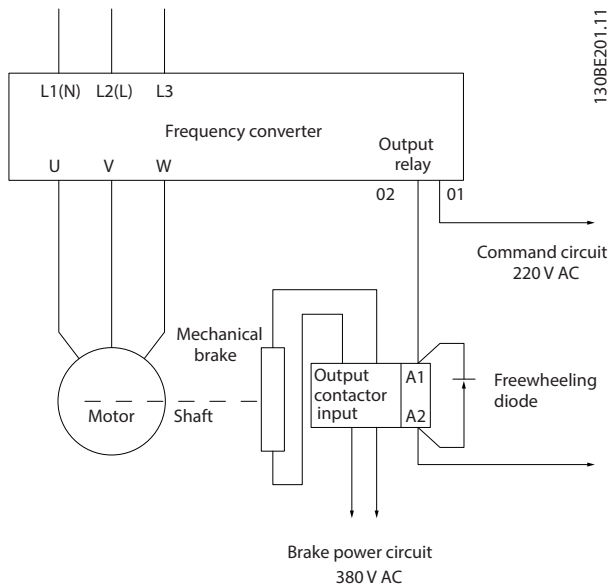 130BE201.11
L1(N) L2(L) L3
Frequency converter
Output
relay
U V W
02 01
Command circuit
220 V AC
Mechanical
brake
Output
contactor
input
A1
A2
Freewheeling
diode
Motor
Shaft
Brake power circuit
380 V AC